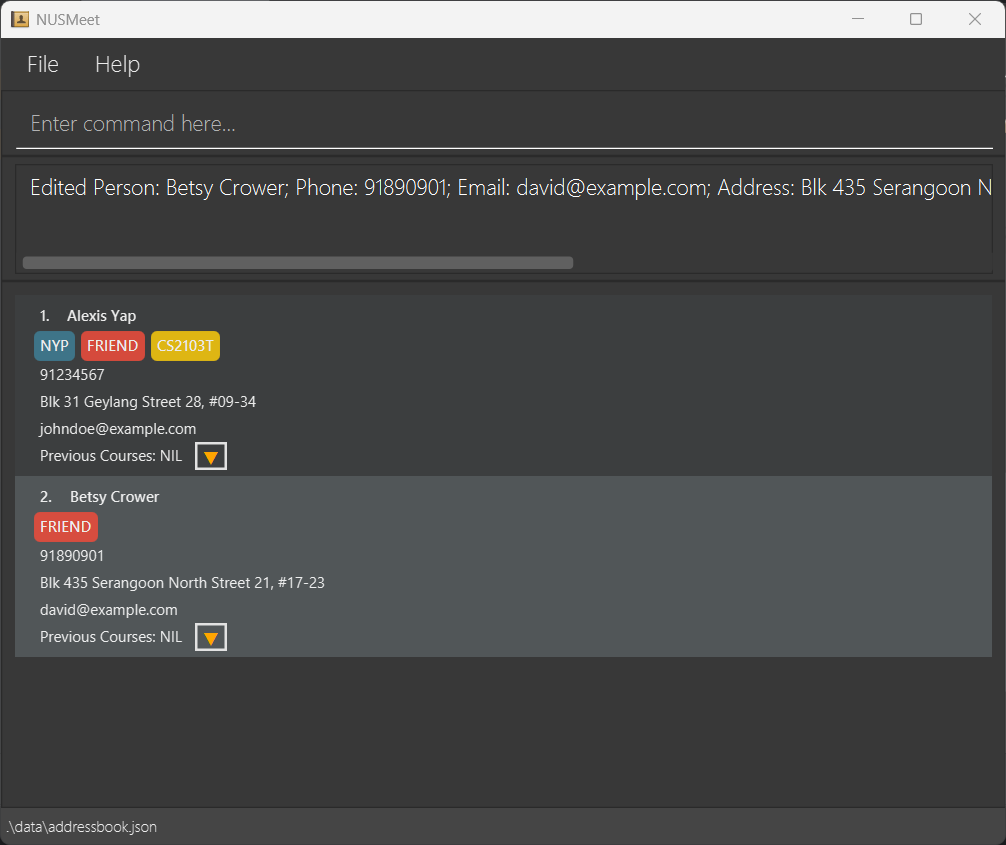 NUSMeet
File Help
Enter command here...
Edited Person: Betsy Crower; Phone: 91890901; Email: david@example.com; Address: Blk 435 Serangoon N
1. Alexis Yap
NYP FRIEND CS2103T
91234567
Blk 31 Geylang Street 28, #09-34
johndoe@example.com
Previous Courses: NIL
2. Betsy Crower
FRIEND
91890901
Blk 435 Serangoon North Street 21, #17-23
david@example.com
Previous Courses: NIL
.\data\addressbook.json